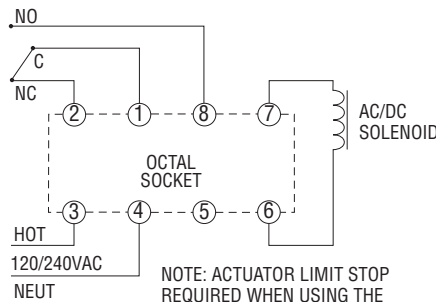 NO
C
NC
2 1 8 7
AC/DC
SOLENOID
OCTAL
SOCKET
3 4 5 6
HOT
120/240VAC
NEUT
NOTE: ACTUATOR LIMIT STOP
REQUIRED WHEN USING THE